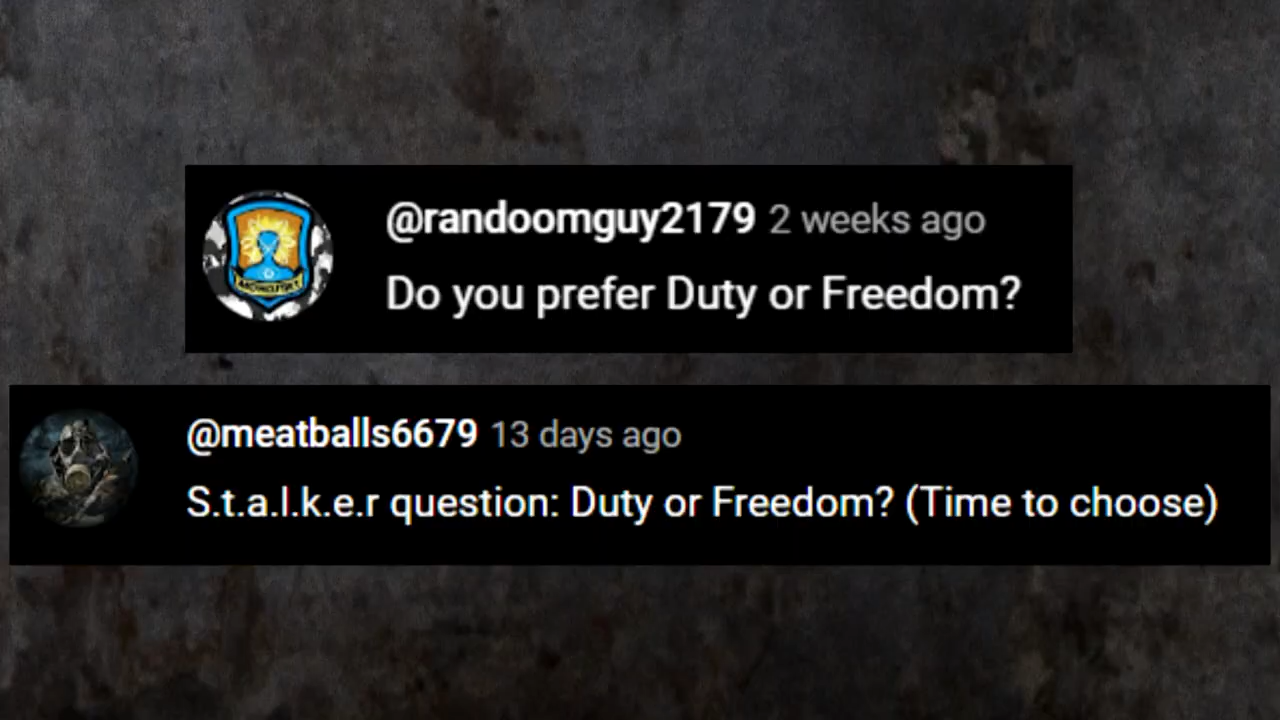 @randoomguy2179 2 weeks ago
Do you prefer Duty or Freedom?
@meatballs6679 13 days ago
S.t.a.l.k.e.r question: Duty or Freedom? (Time to choose)